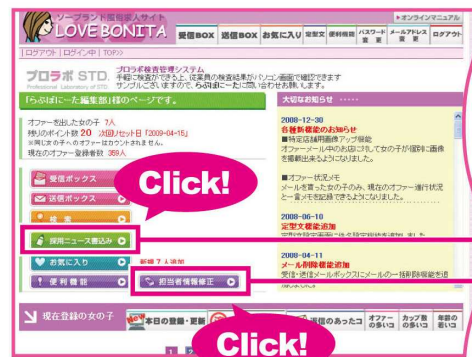 ソープランド風俗求人サイト
LOVE BONITA
オンラインマニュアル
受信BOX 送信BOX お気に入り 定型文 便利機能 パスワード変更 メールアドレス変更 ログアウト
|ログアウト|ログイン中|TOP>>
プロラボ STD. プロラボ検査管理システム
Professional Laboratory of STD. 手軽に検査ができる上、従業員の検査結果がパソコン画面で確認できます
サンプルございますので、らぶぼにーたに問い合わせお願いします。
「らぶぼにーた編集部」様のページです。
大切なお知らせ
オファーを出した女の子 7人
残りのポイント数 20 次回リセット日「2009-04-15」
※同じ女の子へのオファーはカウントされません。
現在のオファー登録者数 359人
2008-12-30
各種新機能のお知らせ
■特定店舗用画像アップ機能
オファーメール中のお店に対して女の子が個別に画像を掲載出来るようになりました。
■オファー状況メモ
メールを貰った女の子のみ、現在のオファー進行状況と一言メモを記録できるようになりました。
2008-06-10
定型文機能追加
2008-04-11
メール削除機能追加
受信・送信メールボックスにメールの一括削除機能を追
受信ボックス
送信ボックス
検索
採用ニュース書込み
お気に入り
便利機能
新規7人追加
担当者情報修正
Click!
Click!
現在登録の女の子
New 本日の登録・更新
返信のあったコ
オファーの多いコ
カップ数の多いコ
年齢の若いコ
1 2